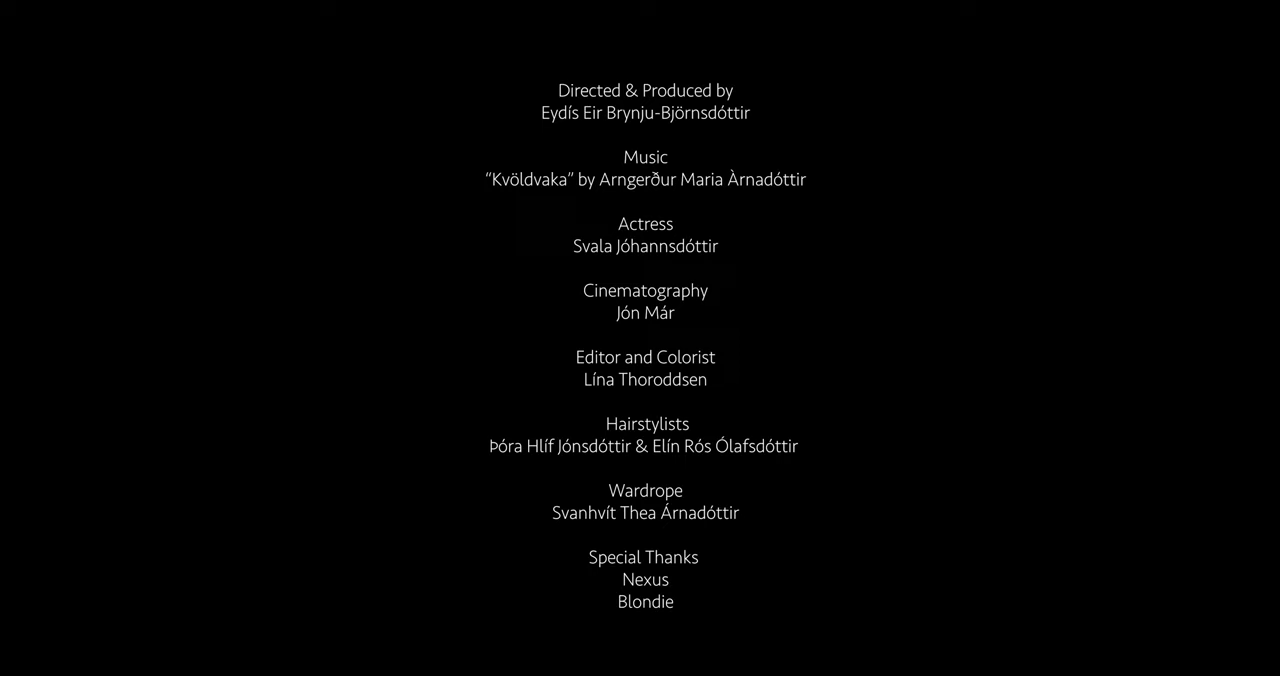 Directed & Produced by
Eydís Eir Brynju-Björnsdóttir
Music
“Kvöldvaka” by Arngerður Maria Àrnadóttir
Actress
Svala Jóhannsdóttir
Cinematography
Jón Már
Editor and Colorist
Lína Thoroddsen
Hairstylists
Þóra Hlíf Jónsdóttir & Elín Rós Ólafsdóttir
Wardrope
Svanhvít Thea Árnadóttir
Special Thanks
Nexus
Blondie